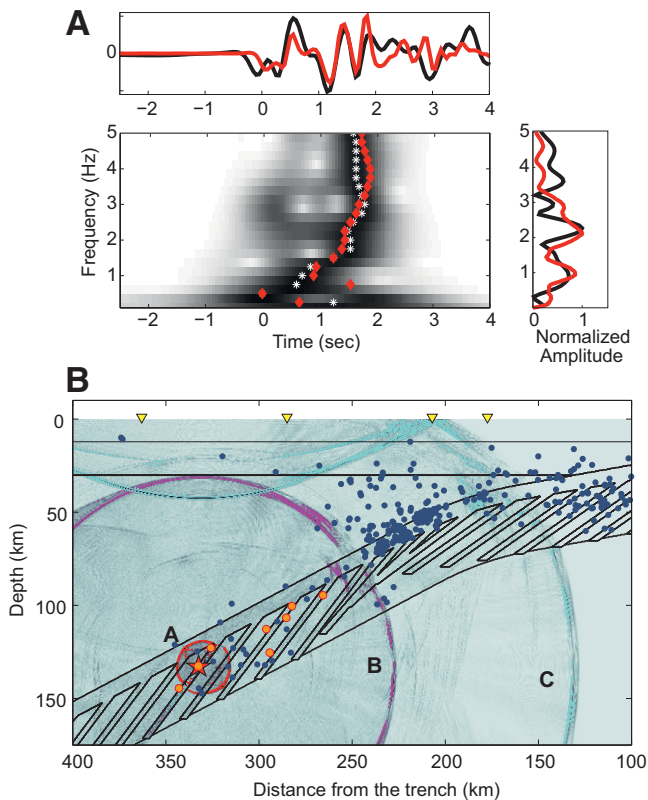 A
0
−2 −1 0 1 2 3 4
5
4
3
2
1
Frequency (Hz)
−2 −1 0 1 2 3 4
Time (sec)
5
4
3
2
1
0 1
Normalized
Amplitude
B
0
50
100
150
Depth (km)
A
B
C
400 350 300 250 200 150 100
Distance from the trench (km)